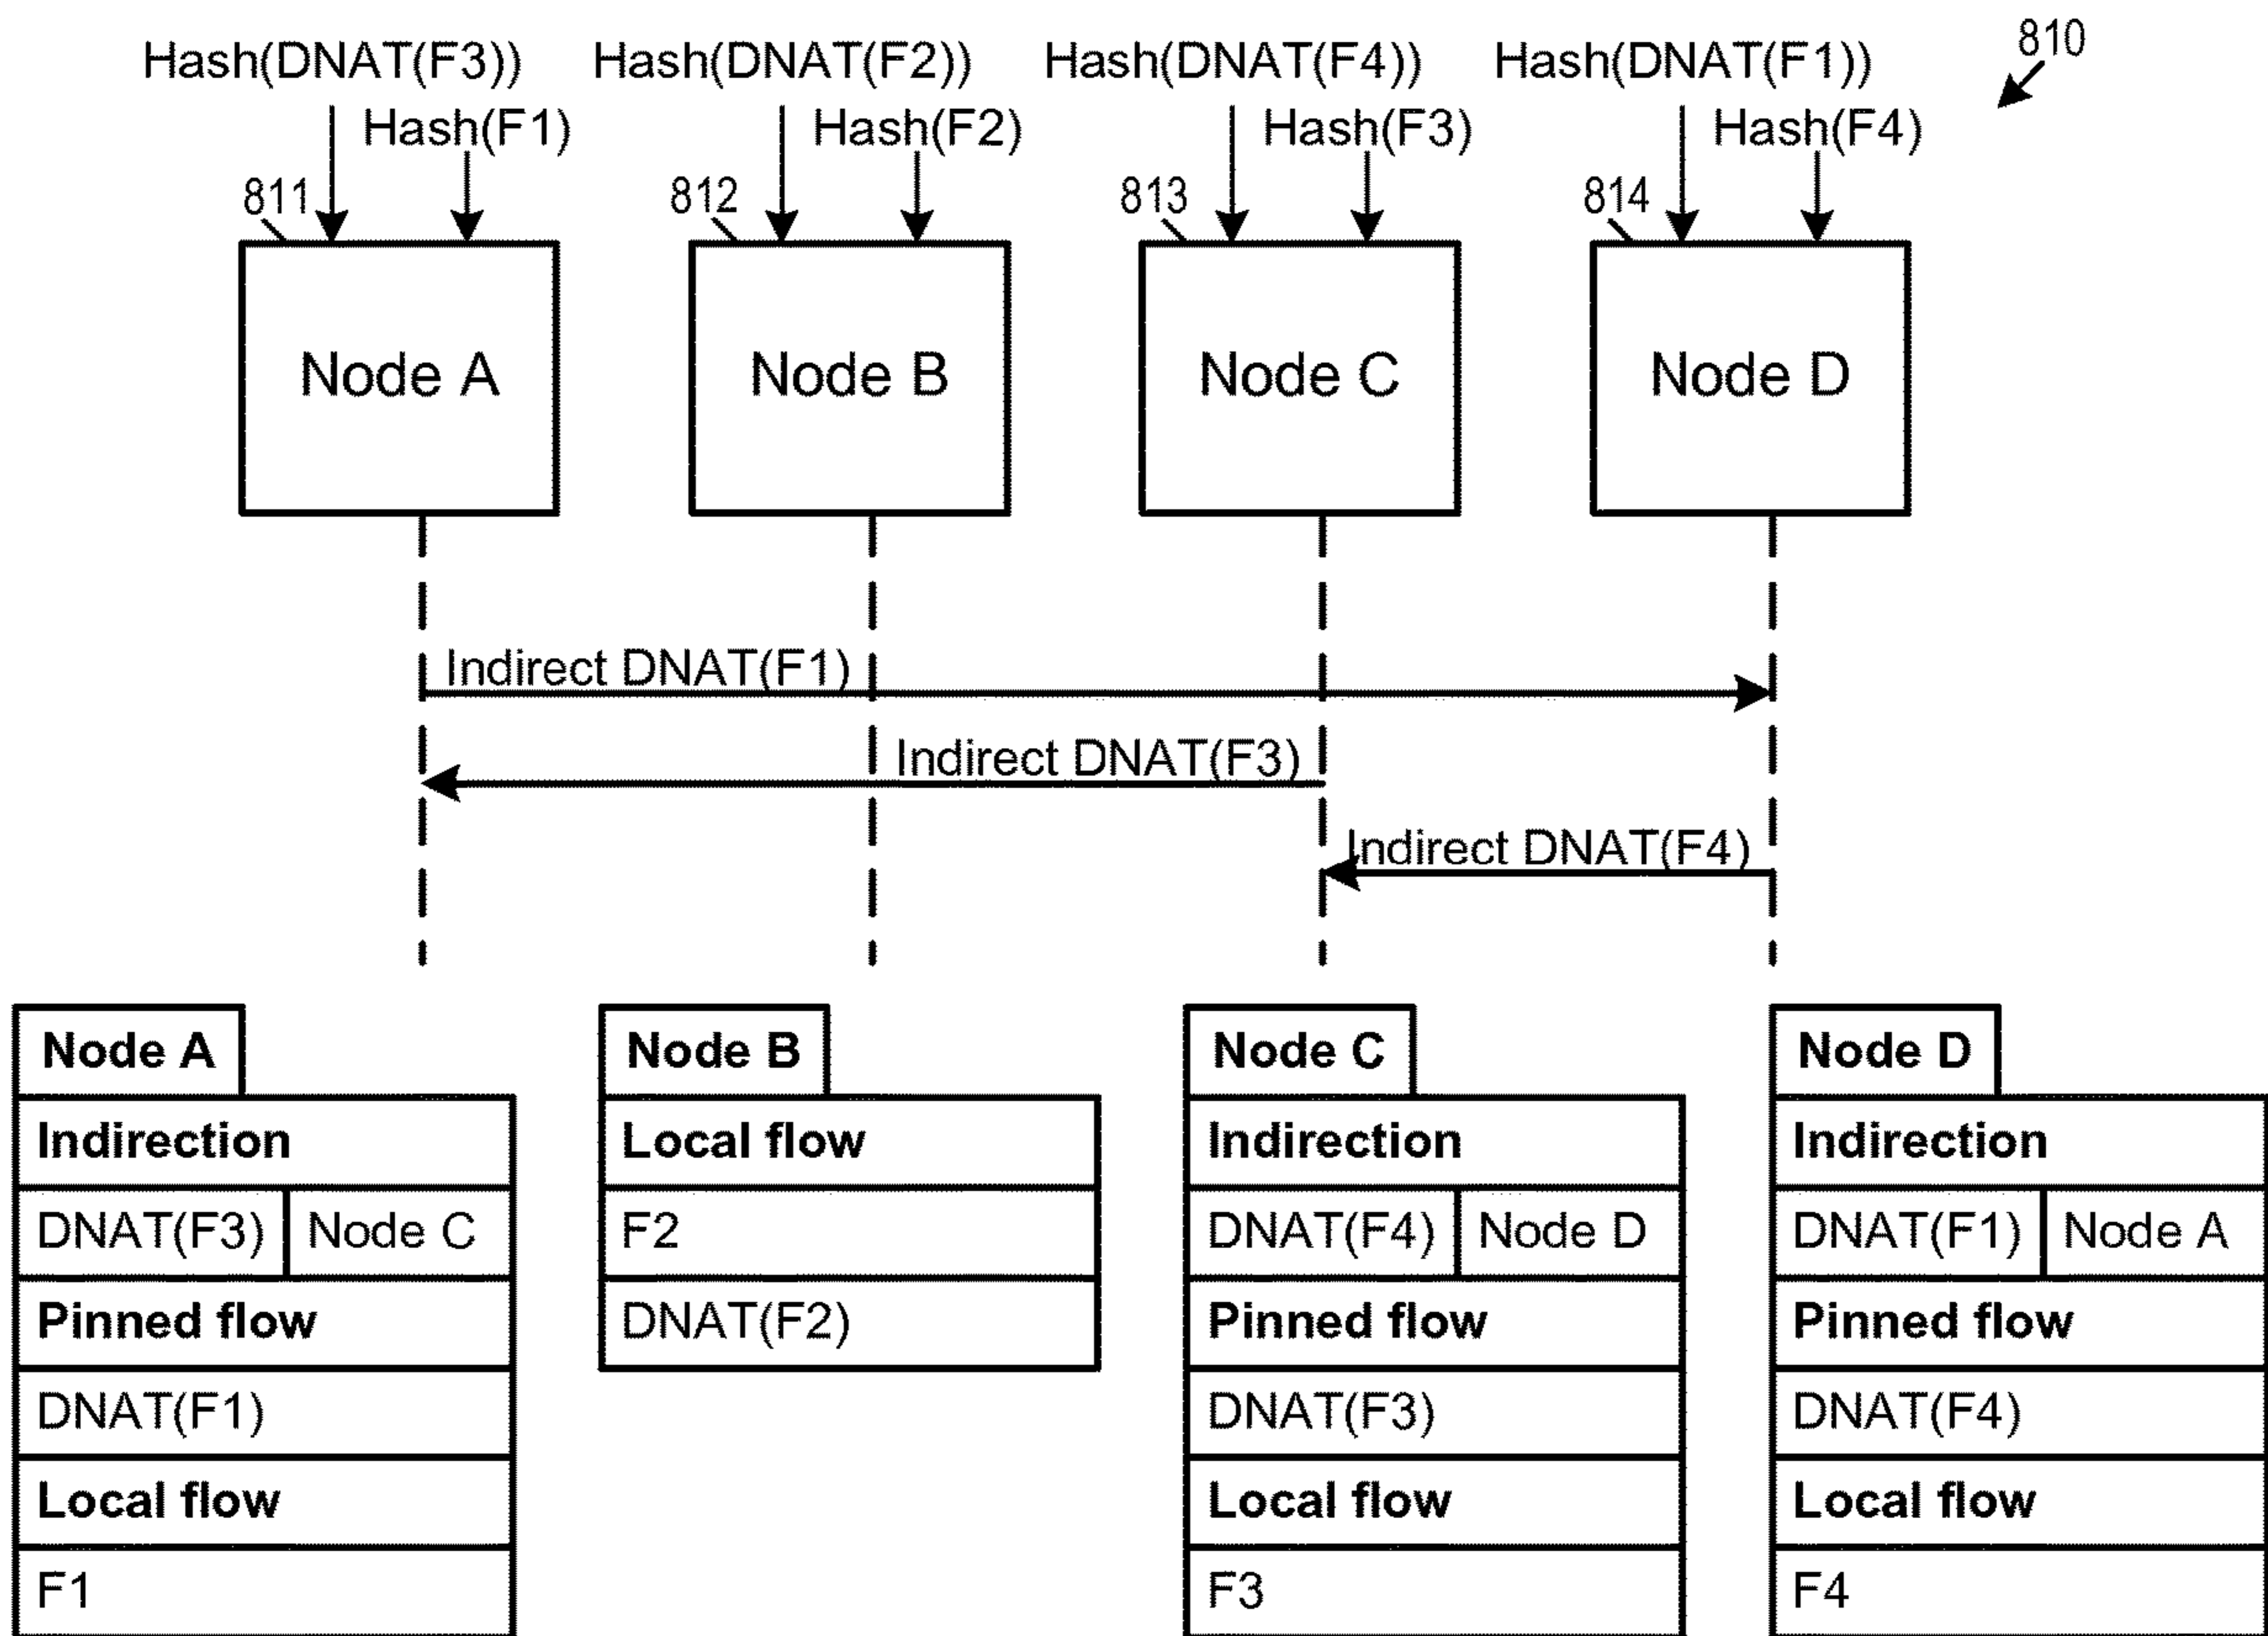 810
Hash(DNAT(F3)) Hash(DNAT(F2)) Hash(DNAT(F4)) Hash(DNAT(F1))
Hash(F1) Hash(F2) Hash(F3) Hash(F4)
811 812 813 814
Node A Node B Node C Node D
Indirect DNAT(F1)
Indirect DNAT(F3)
Indirect DNAT(F4)
Node A
Indirection
DNAT(F3) Node C
Pinned flow
DNAT(F1)
Local flow
F1
Node B
Local flow
F2
DNAT(F2)
Node C
Indirection
DNAT(F4) Node D
Pinned flow
DNAT(F3)
Local flow
F3
Node D
Indirection
DNAT(F1) Node A
Pinned flow
DNAT(F4)
Local flow
F4